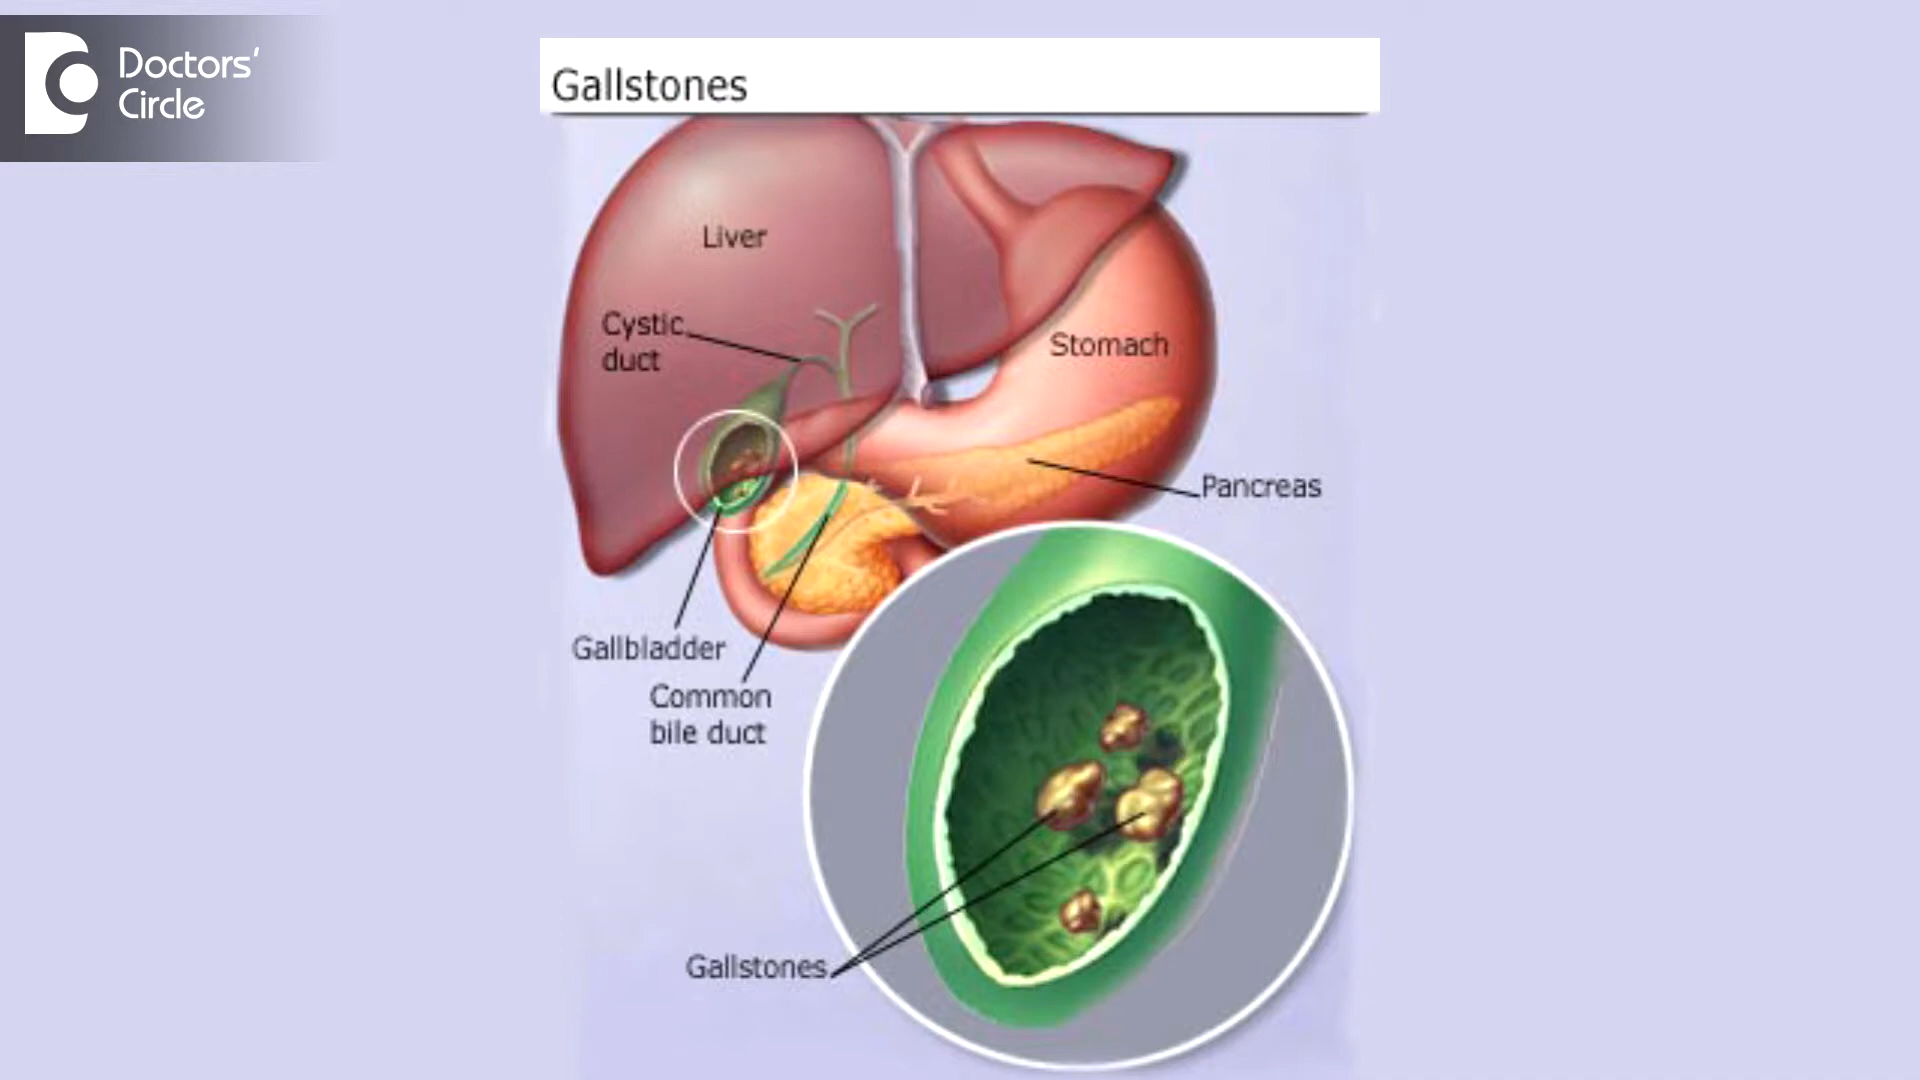 Doctors'
Circle
Gallstones
Liver
Cystic
duct
Stomach
Pancreas
Gallbladder
Common
bile duct
Gallstones